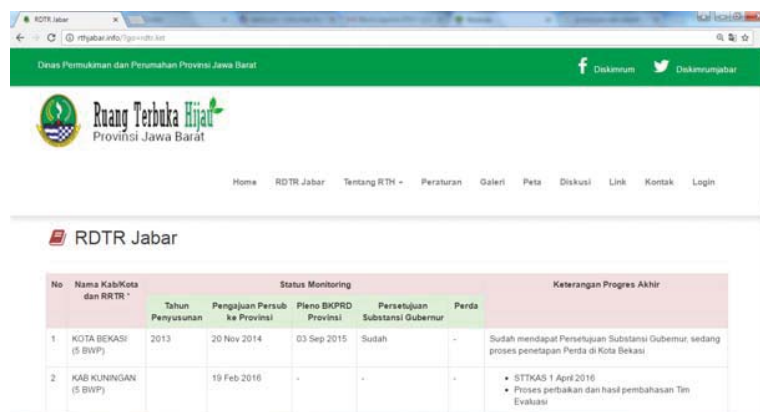 RDTR Jabar
rthjabar.info/?go=rdtr.list
Dinas Permukiman dan Perumahan Provinsi Jawa Barat
Diskimrum
Diskimrumjabar
Ruang Terbuka Hijau
Provinsi Jawa Barat
Home RDTR Jabar Tentang RTH Peraturan Galeri Peta Diskusi Link Kontak Login
RDTR Jabar
No Nama Kab/Kota Status Monitoring Keterangan Progres Akhir
dan RRTR *
Tahun Pengajuan Persub Pleno BKPRD Persetujuan Perda
Penyusunan ke Provinsi Provinsi Substansi Gubernur
1. KOTA BEKASI 2013 20 Nov 2014 03 Sep 2015 Sudah - Sudah mendapat Persetujuan Substansi Gubernur, sedang
(5 BWP) proses penetapan Perda di Kota Bekasi
2 KAB KUNINGAN 19 Feb 2016 - - - • STTKAS 1 April 2016
(5 BWP) • Proses perbaikan dan hasil pembahasan Tim
Evaluasi